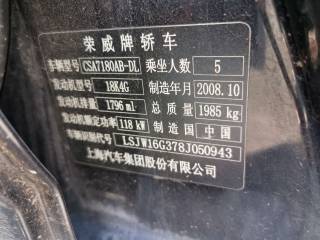 荣威牌轿车
车辆型号 CSA7180AB-DL 乘坐人数 5
发动机型号 18K4G 制造年月 2008.10
发动机排量 1796 ml 总质量 1985 kg
发动机额定功率 118 kW 制造国 中国
车辆识别代号 LSJW16G378J050943
上海汽车集团股份有限公司